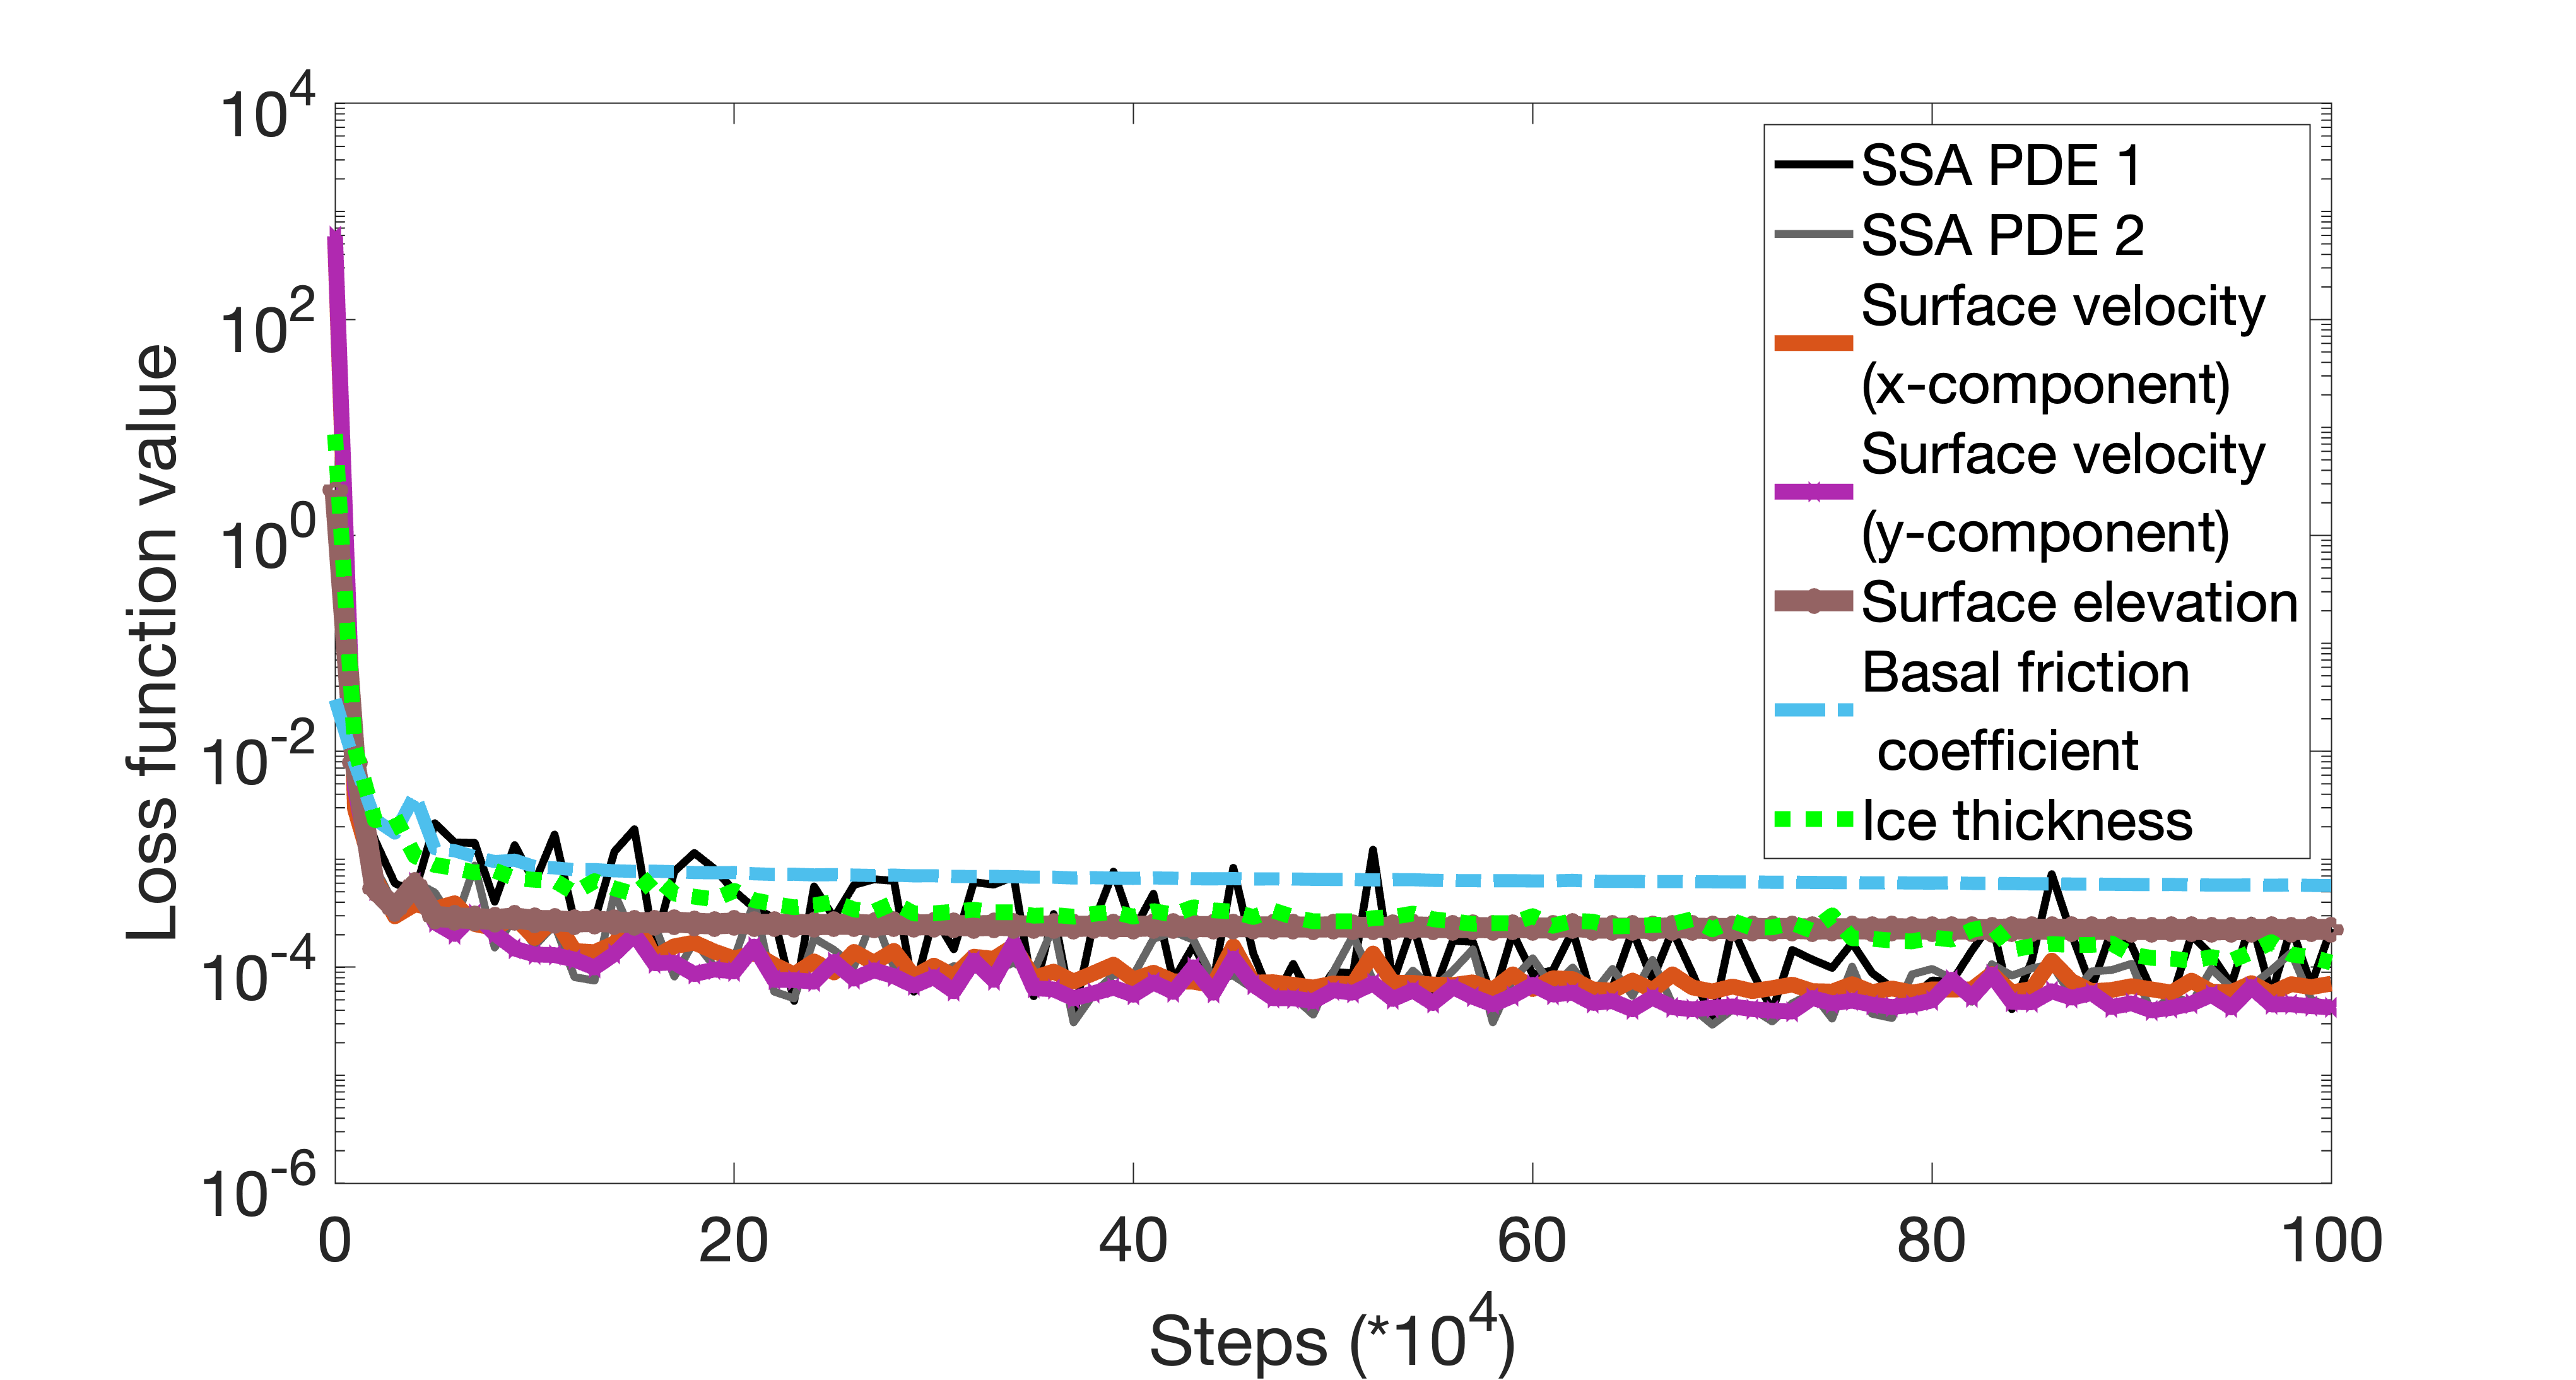 10^4
10^2
10^0
10^-2
10^-4
10^-6
Loss function value
0 20 40 60 80 100
Steps (*10^4)
SSA PDE 1
SSA PDE 2
Surface velocity
(x-component)
Surface velocity
(y-component)
Surface elevation
Basal friction
coefficient
Ice thickness